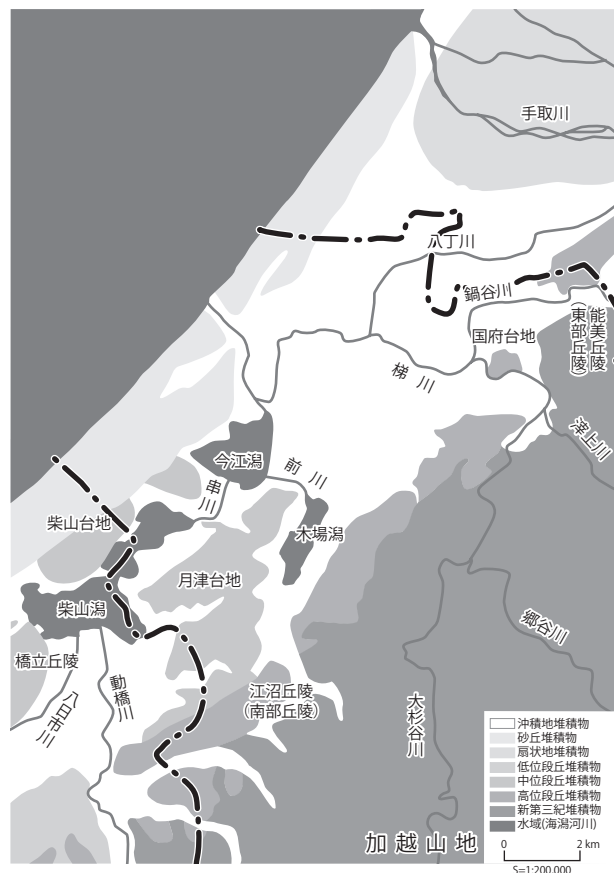 手取川
八丁川
鍋谷川
能美丘陵
(東部丘陵)
国府台地
梯川
滓上川
今江潟
前川
串川
木場潟
柴山台地
月津台地
柴山潟
橋立丘陵
動橋川
八日市川
江沼丘陵
(南部丘陵)
郷谷川
大杉谷川
加越山地
沖積地堆積物
砂丘堆積物
扇状地堆積物
低位段丘堆積物
中位段丘堆積物
高位段丘堆積物
新第三紀堆積物
水域(海潟河川)
0 2 km
S=1:200,000